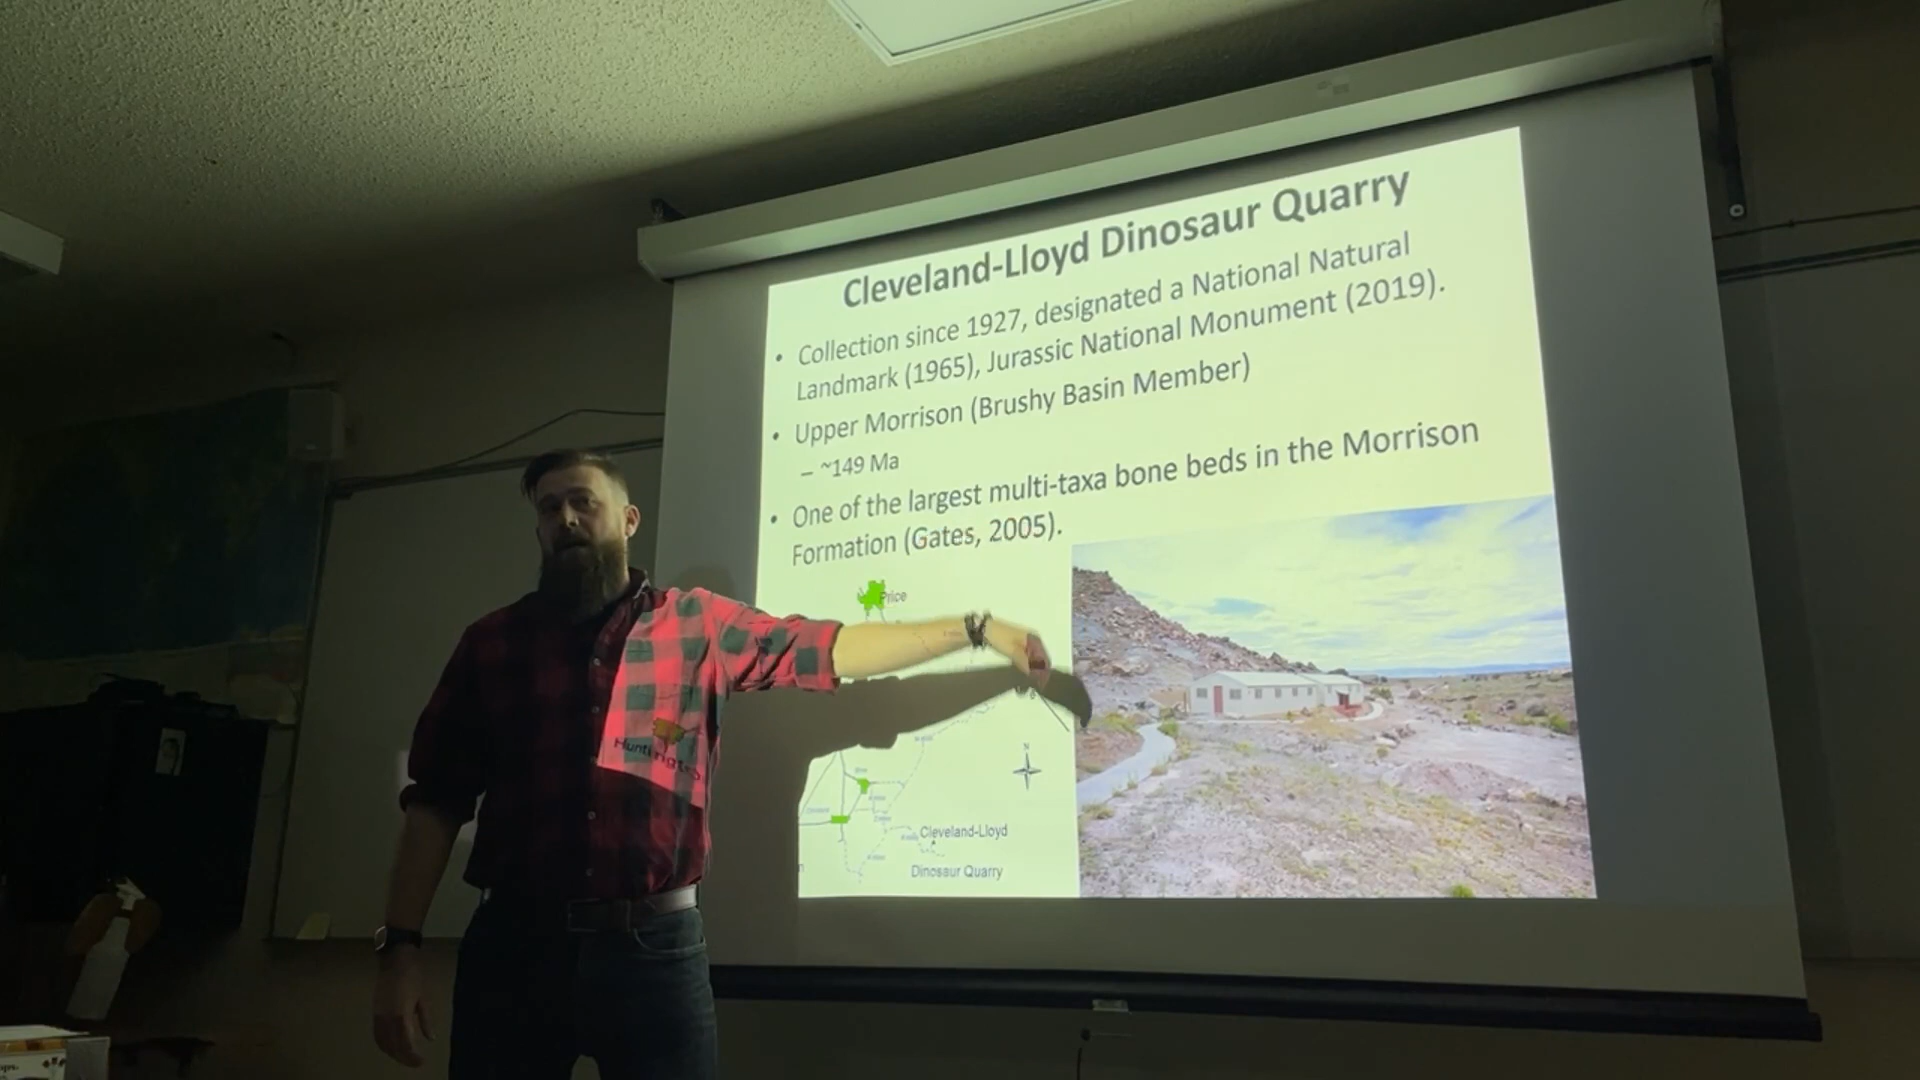 Cleveland-Lloyd Dinosaur Quarry
• Collection since 1927, designated a National Natural
Landmark (1965), Jurassic National Monument (2019).
• Upper Morrison (Brushy Basin Member)
– ~149 Ma
• One of the largest multi-taxa bone beds in the Morrison
Formation (Gates, 2005).
Price
Huntington
N
Cleveland-Lloyd
Dinosaur Quarry